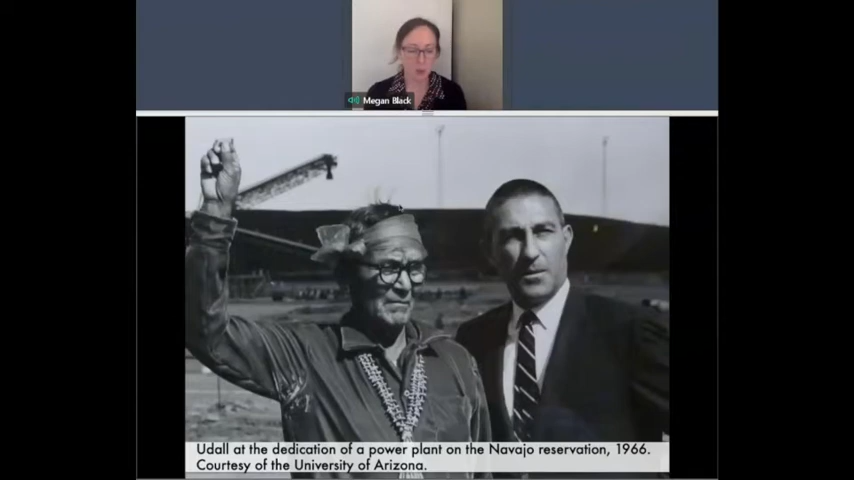 Megan Black
Udall at the dedication of a power plant on the Navajo reservation, 1966.
Courtesy of the University of Arizona.